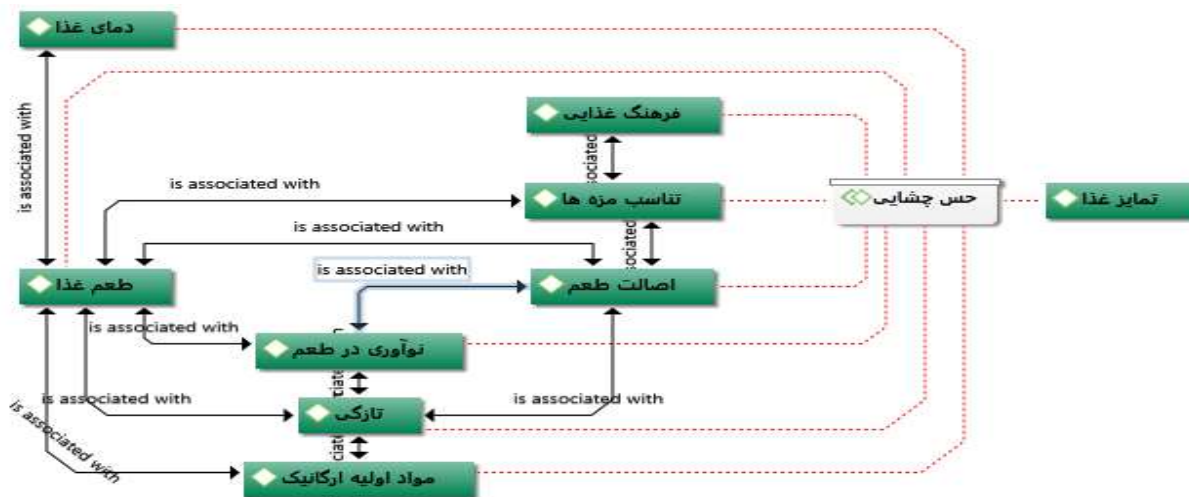 دمای غذا
is associated with
فرهنگ غذایی
is associated with
تناسب مزه ها
حس چشایی
تمایز غذا
is associated with
is associated with
طعم غذا
اصالت طعم
is associated with
نوآوری در طعم
is associated with
is associated with
تازگی
is associated with
مواد اولیه ارگانیک